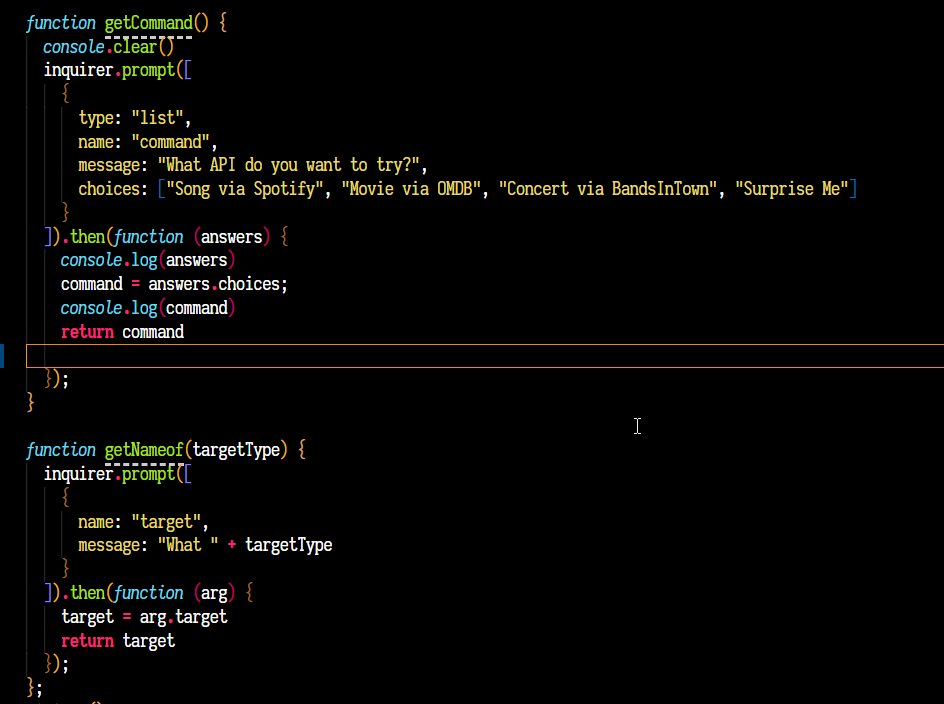 function getCommand() {
console.clear()
inquirer.prompt([
{
type: "list",
name: "command",
message: "What API do you want to try?",
choices: ["Song via Spotify", "Movie via OMDB", "Concert via BandsInTown", "Surprise Me"]
}
]).then(function (answers) {
console.log(answers)
command = answers.choices;
console.log(command)
return command
});
}
function getNameof(targetType) {
inquirer.prompt([
{
name: "target",
message: "What " + targetType
}
]).then(function (arg) {
target = arg.target
return target
});
};